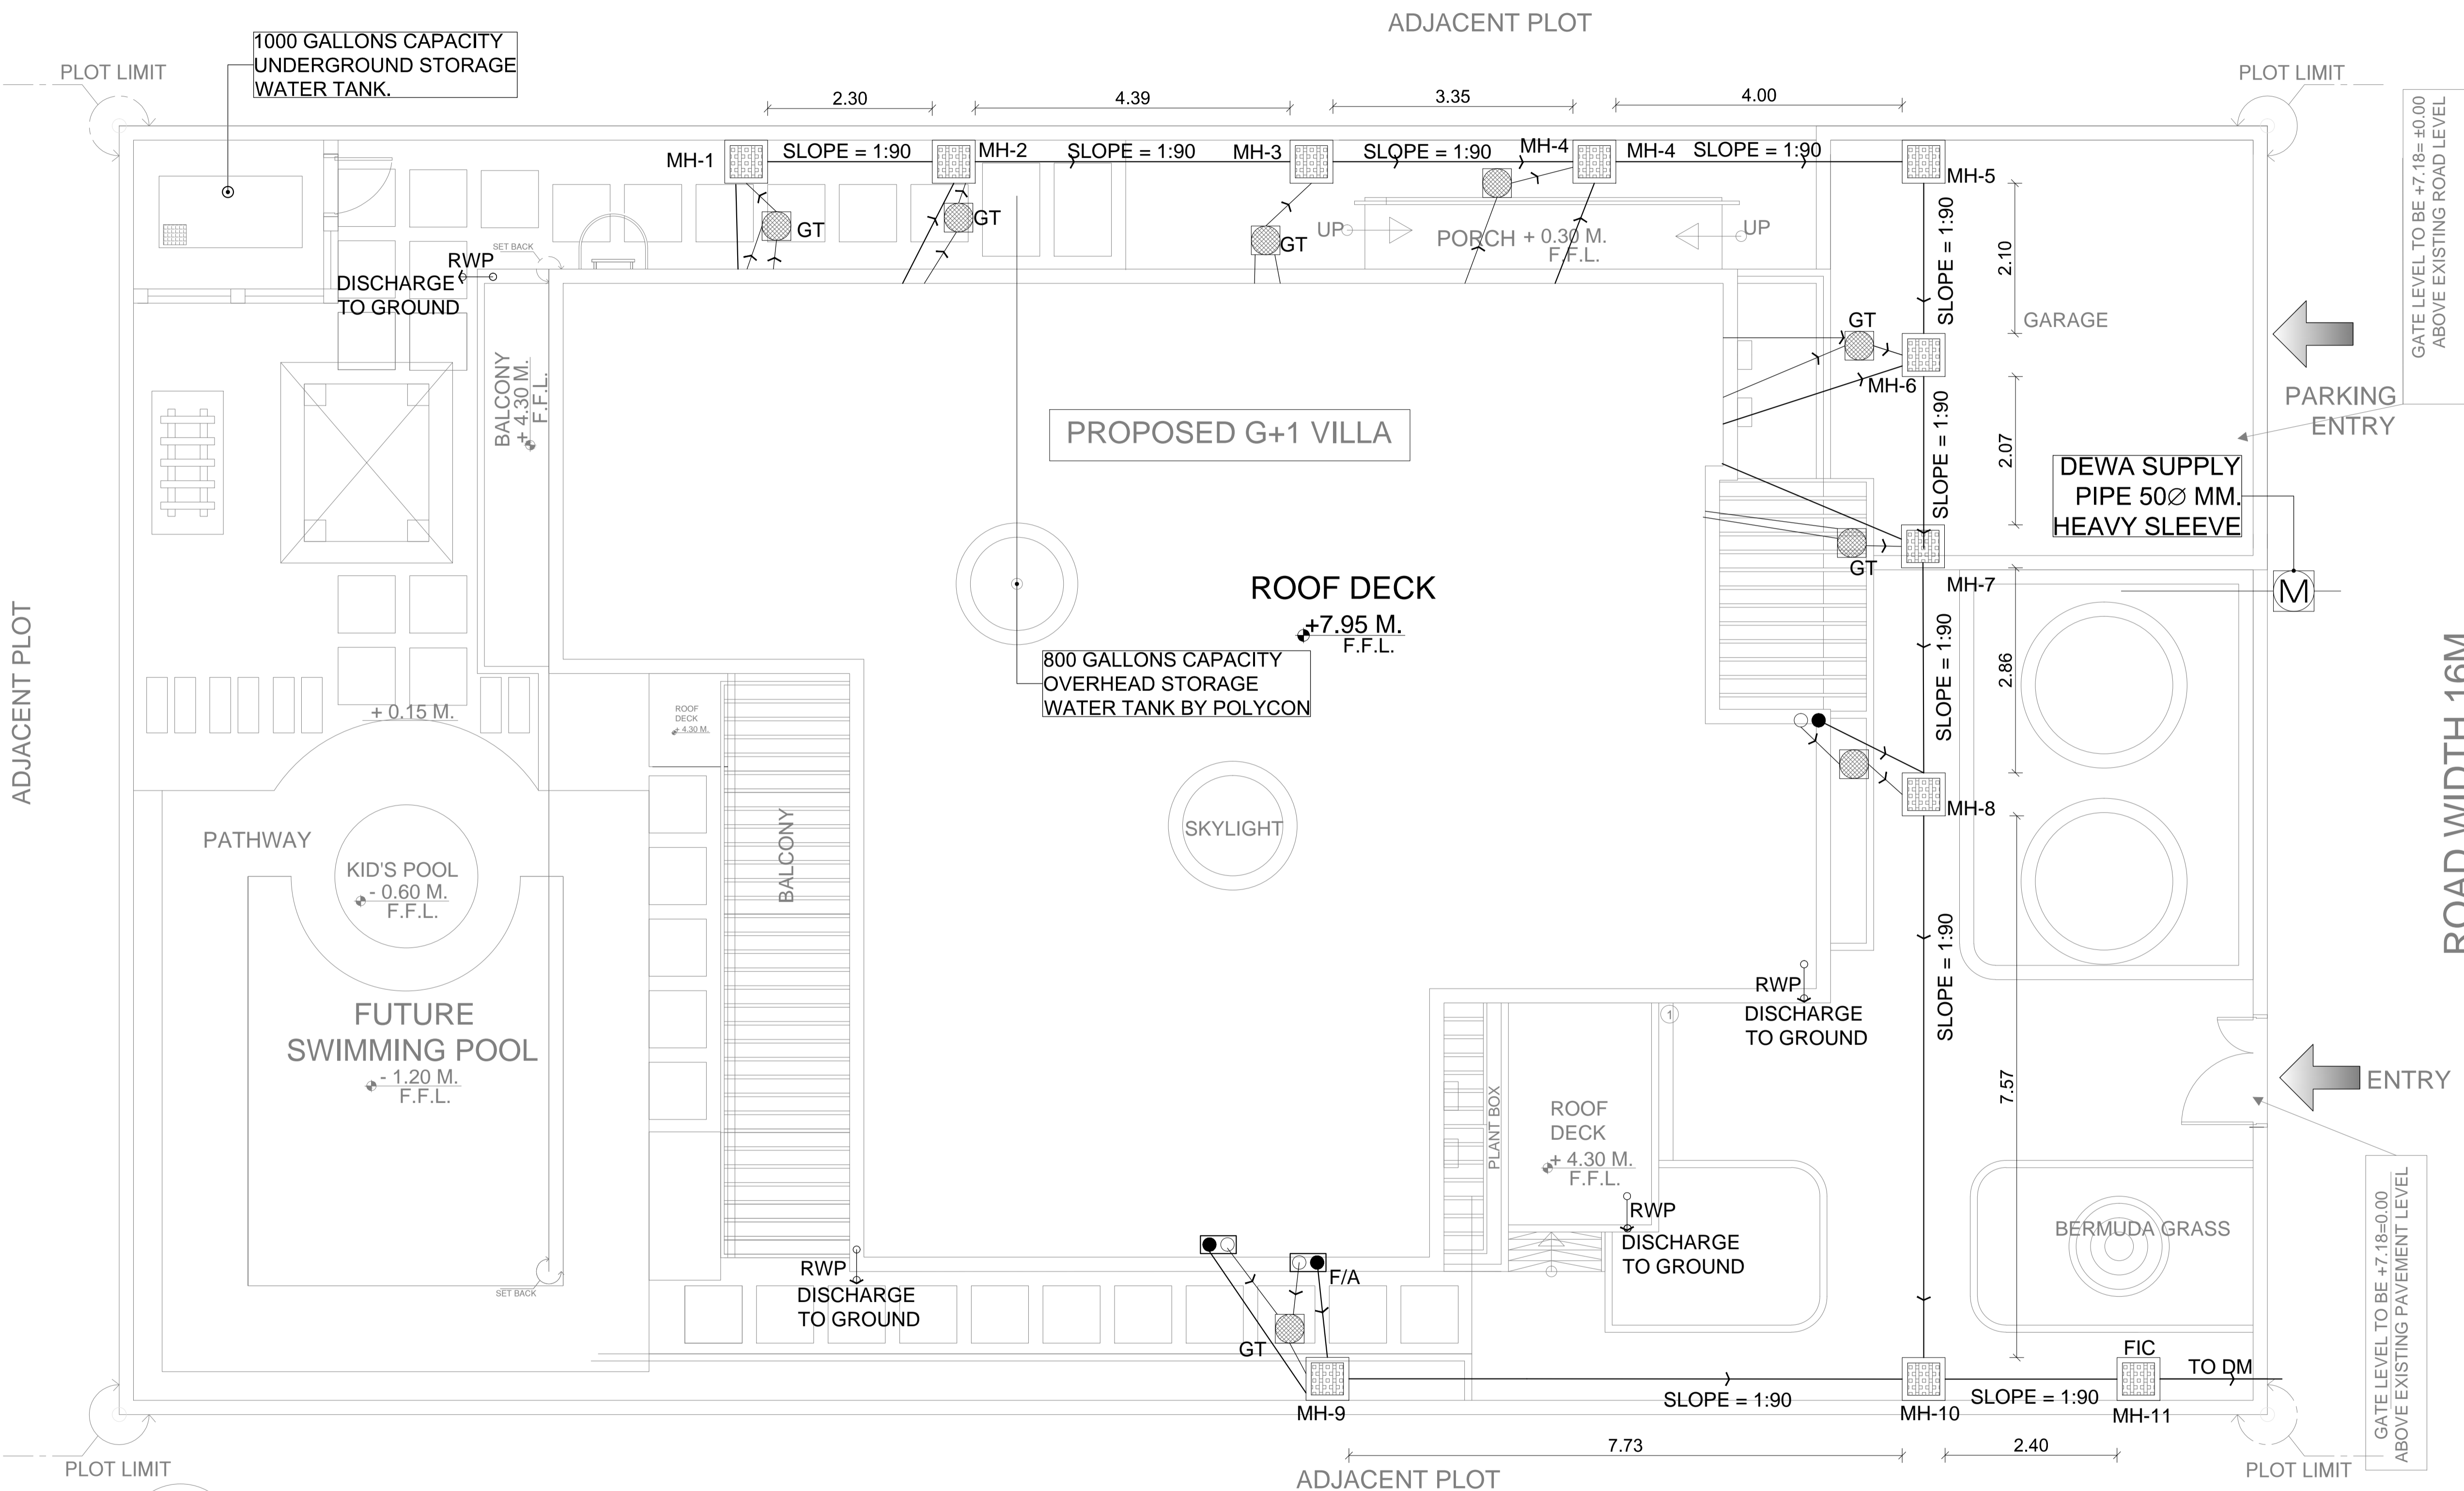 ADJACENT PLOT
1000 GALLONS CAPACITY
UNDERGROUND STORAGE
WATER TANK.
PLOT LIMIT
PLOT LIMIT
2.30
4.39
3.35
4.00
GATE LEVEL TO BE +7.18= ±0.00
ABOVE EXISTING ROAD LEVEL
MH-1
SLOPE = 1:90
MH-2
SLOPE = 1:90
MH-3
SLOPE = 1:90
MH-4
MH-4
SLOPE = 1:90
MH-5
GT
GT
GT
UP
PORCH + 0.30 M.
F.F.L.
UP
SET BACK
RWP
DISCHARGE
TO GROUND
SLOPE = 1:90
2.10
GARAGE
GT
MH-6
BALCONY
+ 4.30 M.
F.F.L.
PROPOSED G+1 VILLA
PARKING
ENTRY
SLOPE = 1:90
2.07
DEWA SUPPLY
PIPE 50Ø MM.
HEAVY SLEEVE
GT
MH-7
M
ROOF DECK
+7.95 M.
F.F.L.
800 GALLONS CAPACITY
OVERHEAD STORAGE
WATER TANK BY POLYCON
ADJACENT PLOT
ROAD WIDTH 16M
SLOPE = 1:90
2.86
+ 0.15 M.
ROOF
DECK
+ 4.30 M.
MH-8
PATHWAY
KID'S POOL
- 0.60 M.
F.F.L.
BALCONY
SKYLIGHT
SLOPE = 1:90
RWP
DISCHARGE
TO GROUND
1
FUTURE
SWIMMING POOL
- 1.20 M.
F.F.L.
7.57
ENTRY
PLANT BOX
ROOF
DECK
+ 4.30 M.
F.F.L.
RWP
DISCHARGE
TO GROUND
BERMUDA GRASS
GATE LEVEL TO BE +7.18=0.00
ABOVE EXISTING PAVEMENT LEVEL
SET BACK
RWP
DISCHARGE
TO GROUND
F/A
GT
FIC
TO DM
MH-9
SLOPE = 1:90
MH-10
SLOPE = 1:90
MH-11
7.73
2.40
PLOT LIMIT
ADJACENT PLOT
PLOT LIMIT